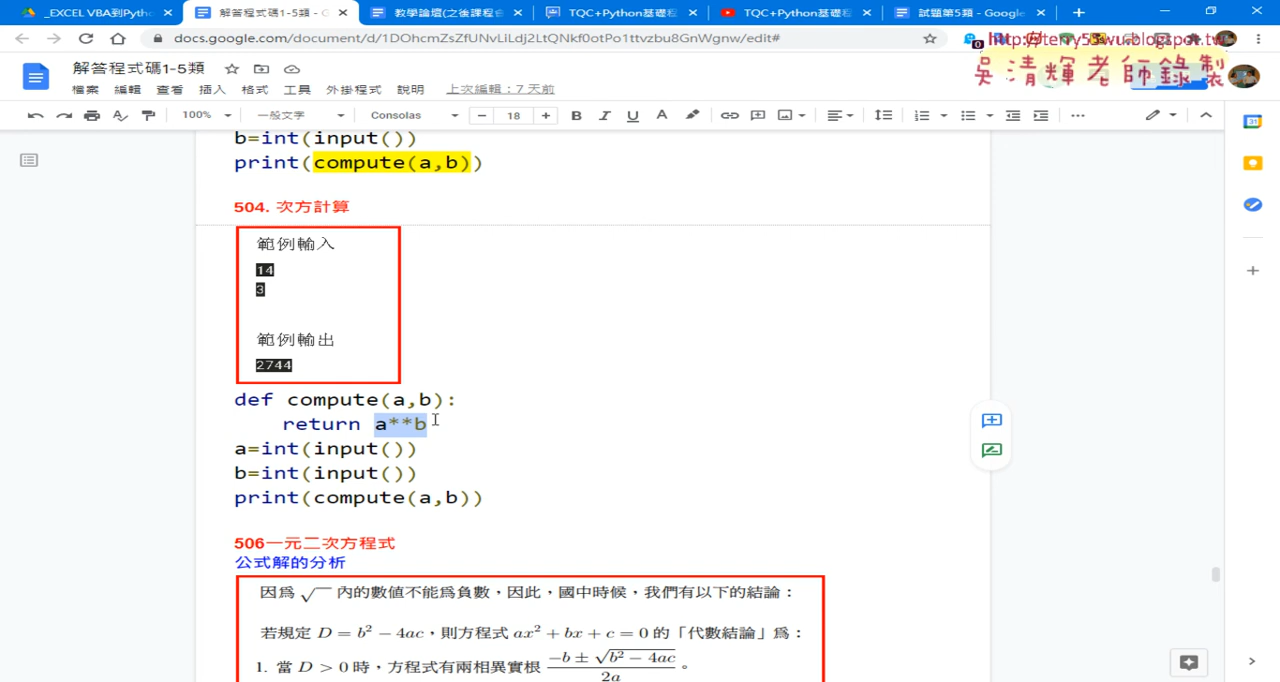 _EXCEL VBA到Pytho
解答程式碼1-5類 - G
教學論壇(之後課程會
TQC+Python基礎程
TQC+Python基礎程
試題第5類 - Google
docs.google.com/document/d/1DOhcmZsZfUNvLiLdj2LtQNkf0otPo1ttvzbu8GnWgnw/edit#
http://terry55wu.blogspot.tw
吳清輝老師錄製
解答程式碼1-5類
檔案 編輯 查看 插入 格式 工具 外掛程式 說明 上次編輯:7 天前
100% 一般文字 Consolas 18
b=int(input())
print(compute(a,b))
504. 次方計算
範例輸入
14
3
範例輸出
2744
def compute(a,b):
return a**b
a=int(input())
b=int(input())
print(compute(a,b))
506一元二次方程式
公式解的分析
因為 √ 內的數值不能為負數,因此,國中時候,我們有以下的結論:
若規定 D = b² − 4ac,則方程式 ax² + bx + c = 0 的「代數結論」為:
1. 當 D > 0 時,方程式有兩相異實根 −b ± √b² − 4ac / 2a 。